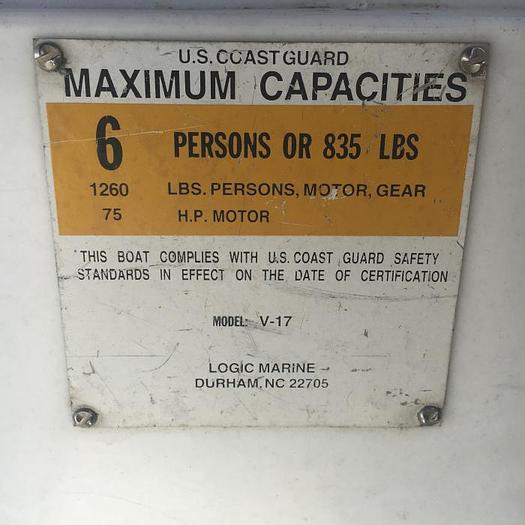 U.S. COAST GUARD
MAXIMUM CAPACITIES
6 PERSONS OR 835 LBS
1260 LBS. PERSONS, MOTOR, GEAR
75 H.P. MOTOR
THIS BOAT COMPLIES WITH U.S. COAST GUARD SAFETY
STANDARDS IN EFFECT ON THE DATE OF CERTIFICATION
MODEL: V-17
LOGIC MARINE
DURHAM, NC 22705